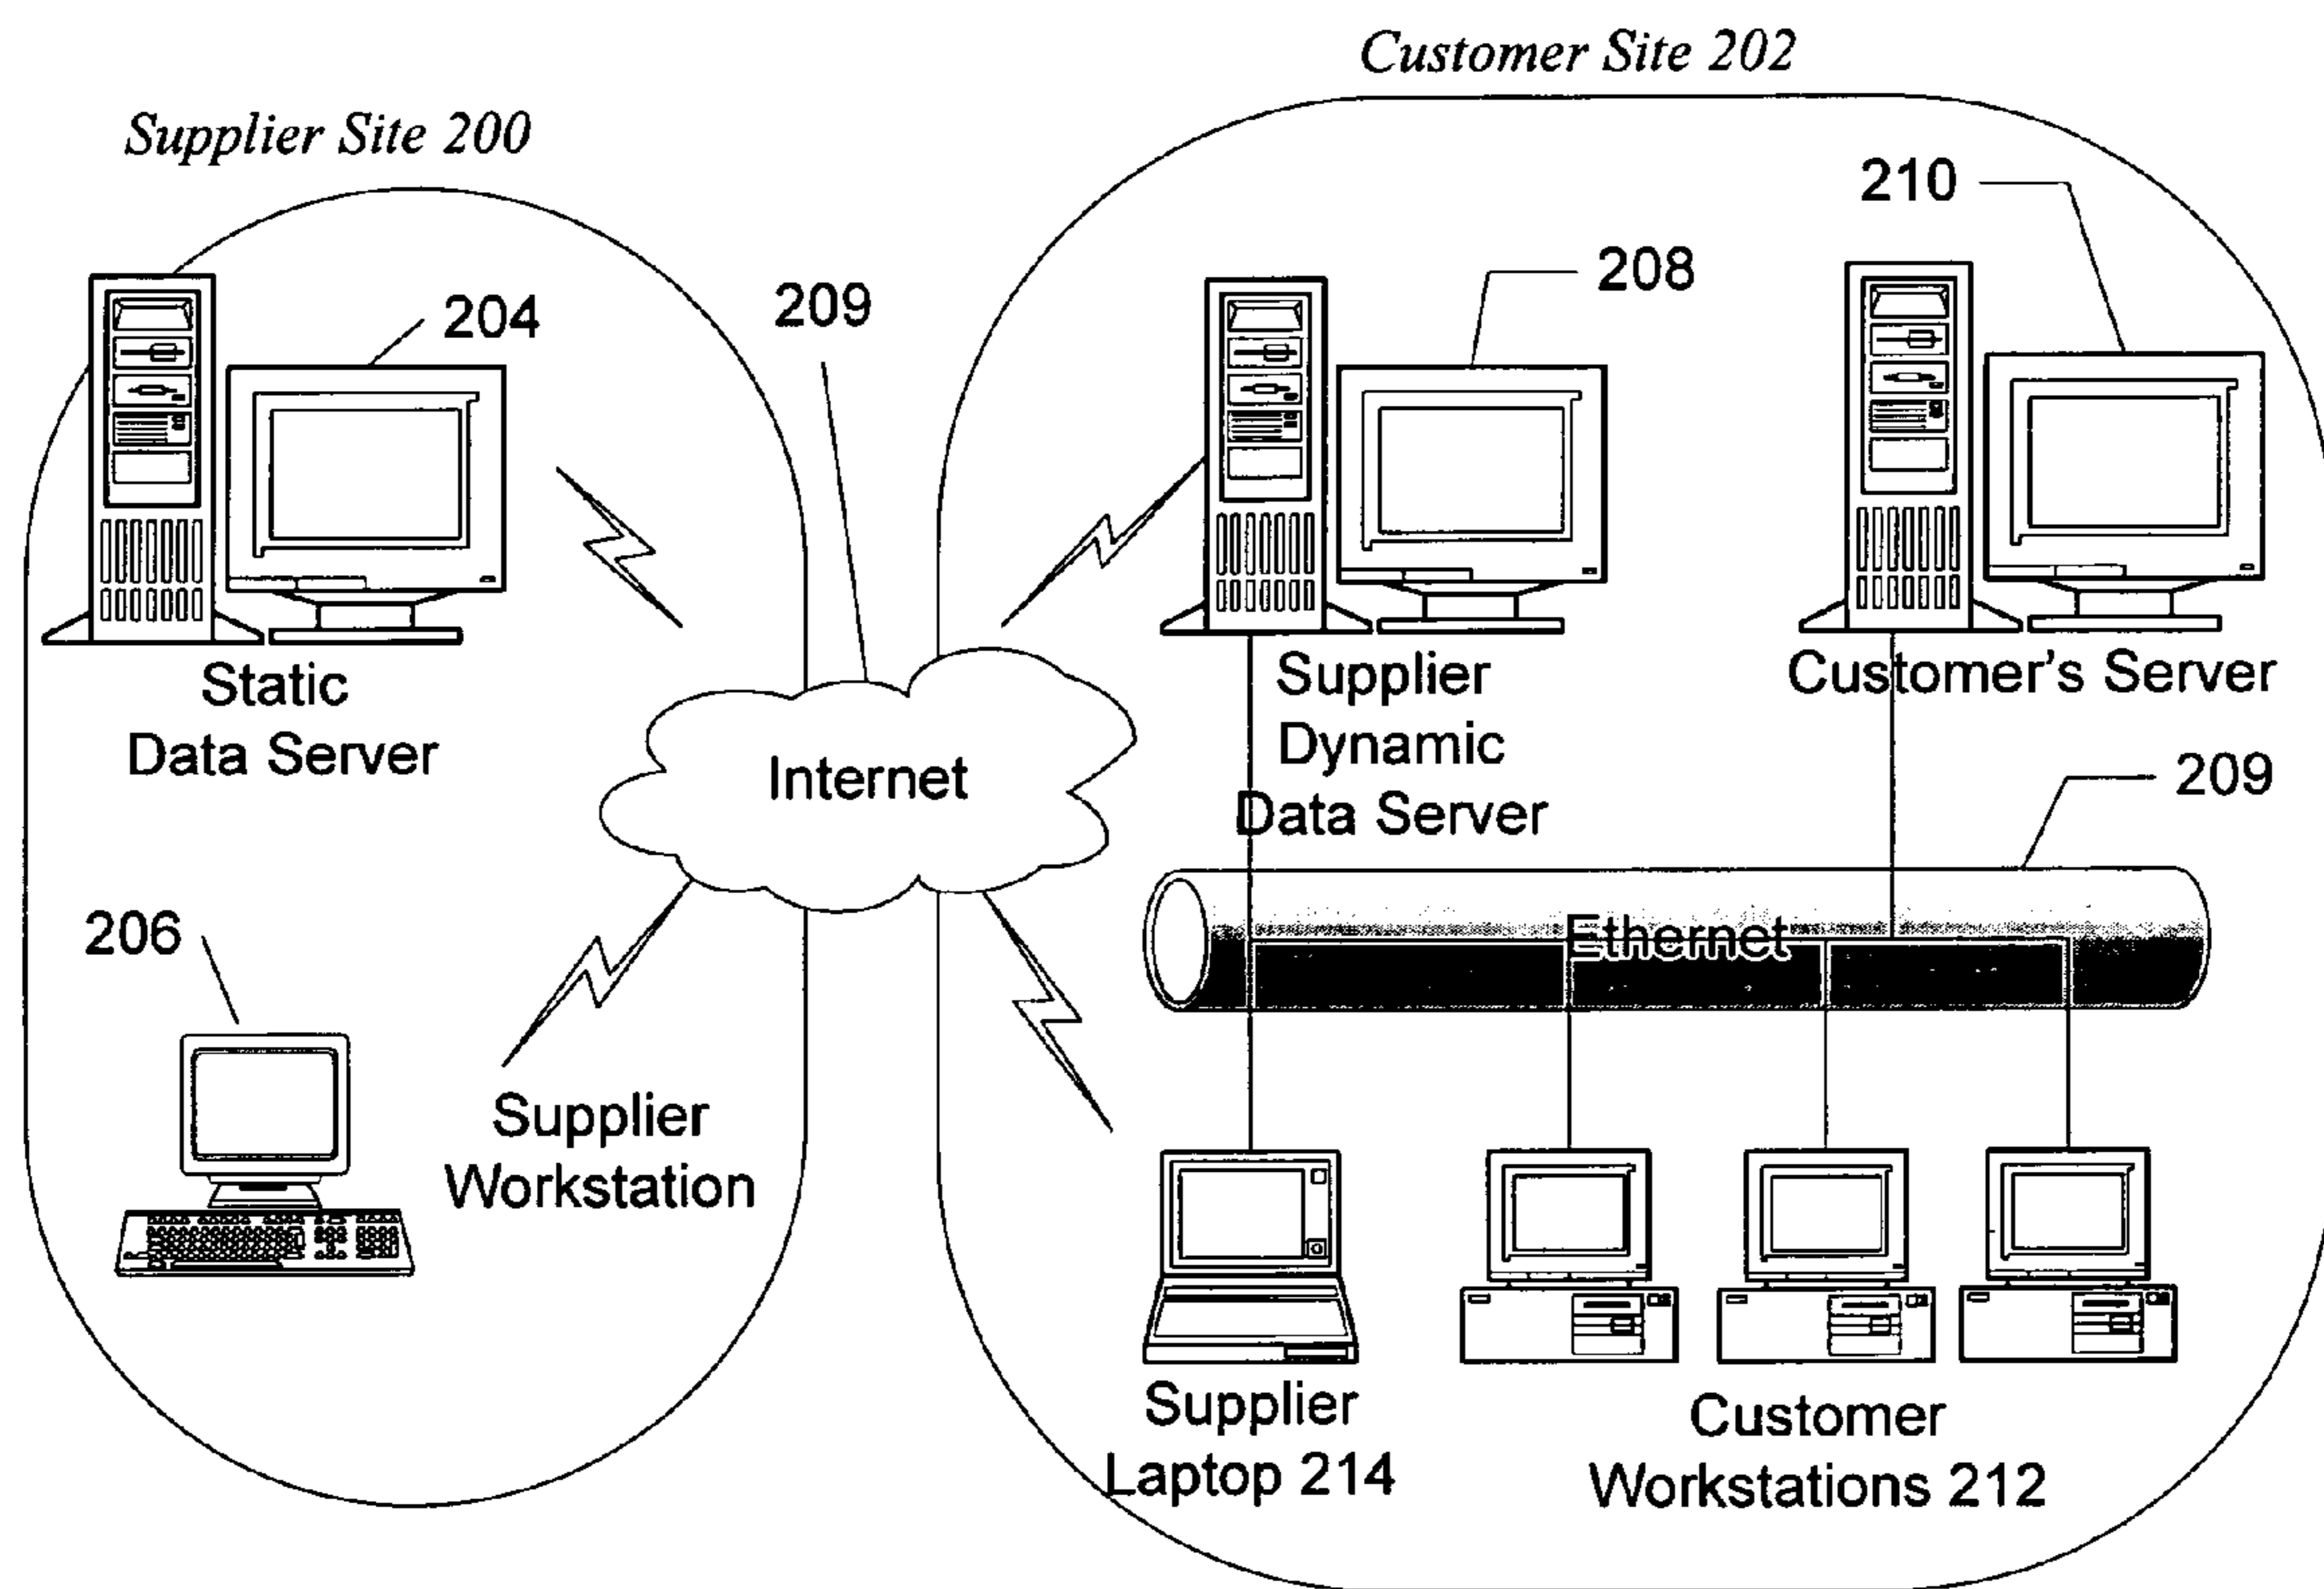 Customer Site 202
Supplier Site 200
210
208
209
204
Static
Data Server
Supplier
Dynamic
Data Server
Customer's Server
Internet
209
Ethernet
206
Supplier
Workstation
Supplier
Laptop 214
Customer
Workstations 212